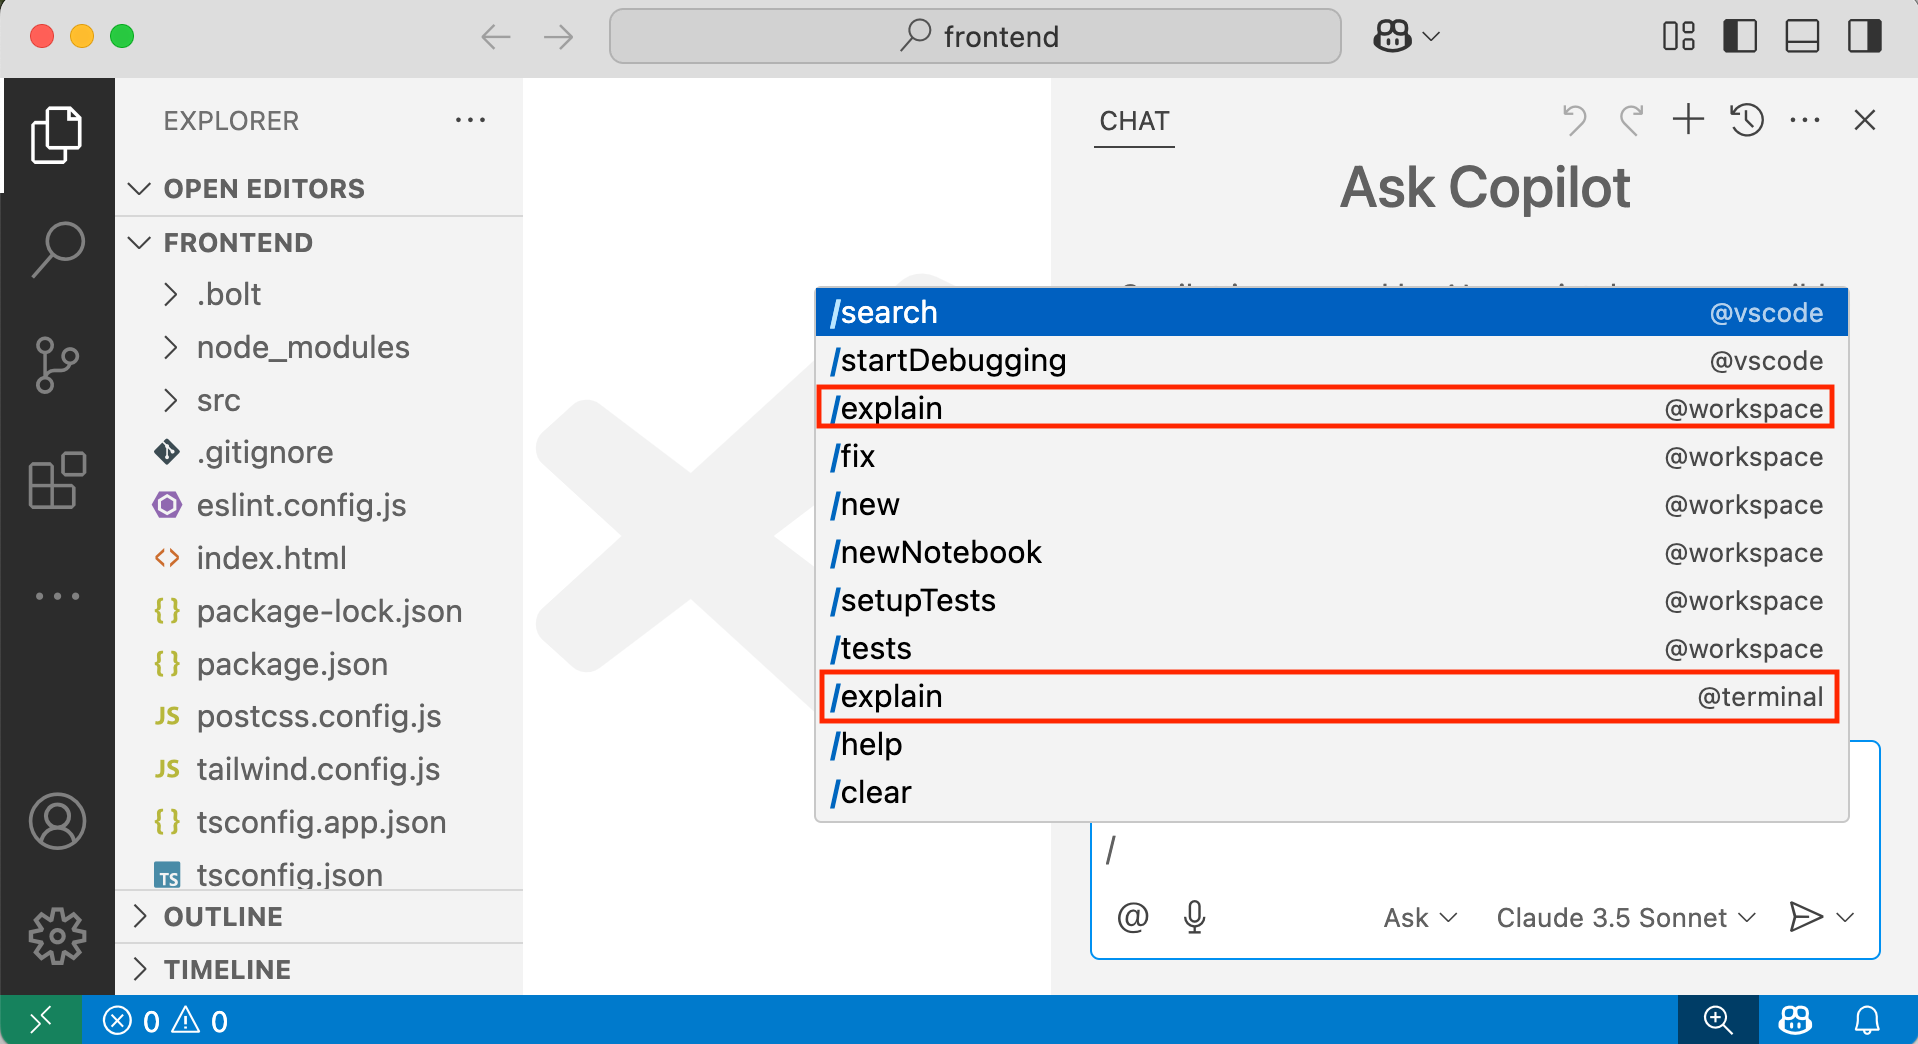 frontend
EXPLORER
OPEN EDITORS
FRONTEND
.bolt
node_modules
src
.gitignore
eslint.config.js
index.html
package-lock.json
package.json
postcss.config.js
tailwind.config.js
tsconfig.app.json
tsconfig.json
OUTLINE
TIMELINE
CHAT
Ask Copilot
/search @vscode
/startDebugging @vscode
/explain @workspace
/fix @workspace
/new @workspace
/newNotebook @workspace
/setupTests @workspace
/tests @workspace
/explain @terminal
/help
/clear
/
Ask Claude 3.5 Sonnet
0 0